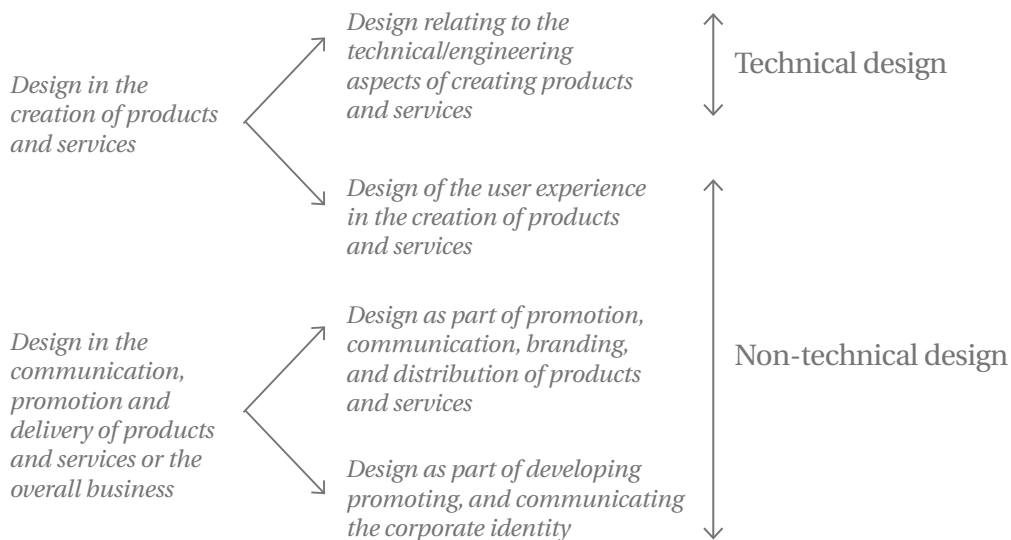 Design in the
creation of products
and services
Design relating to the
technical/engineering
aspects of creating products
and services
Technical design
Design of the user experience
in the creation of products
and services
Design in the
communication,
promotion and
delivery of products
and services or the
overall business
Design as part of promotion,
communication, branding,
and distribution of products
and services
Design as part of developing
promoting, and communicating
the corporate identity
Non-technical design